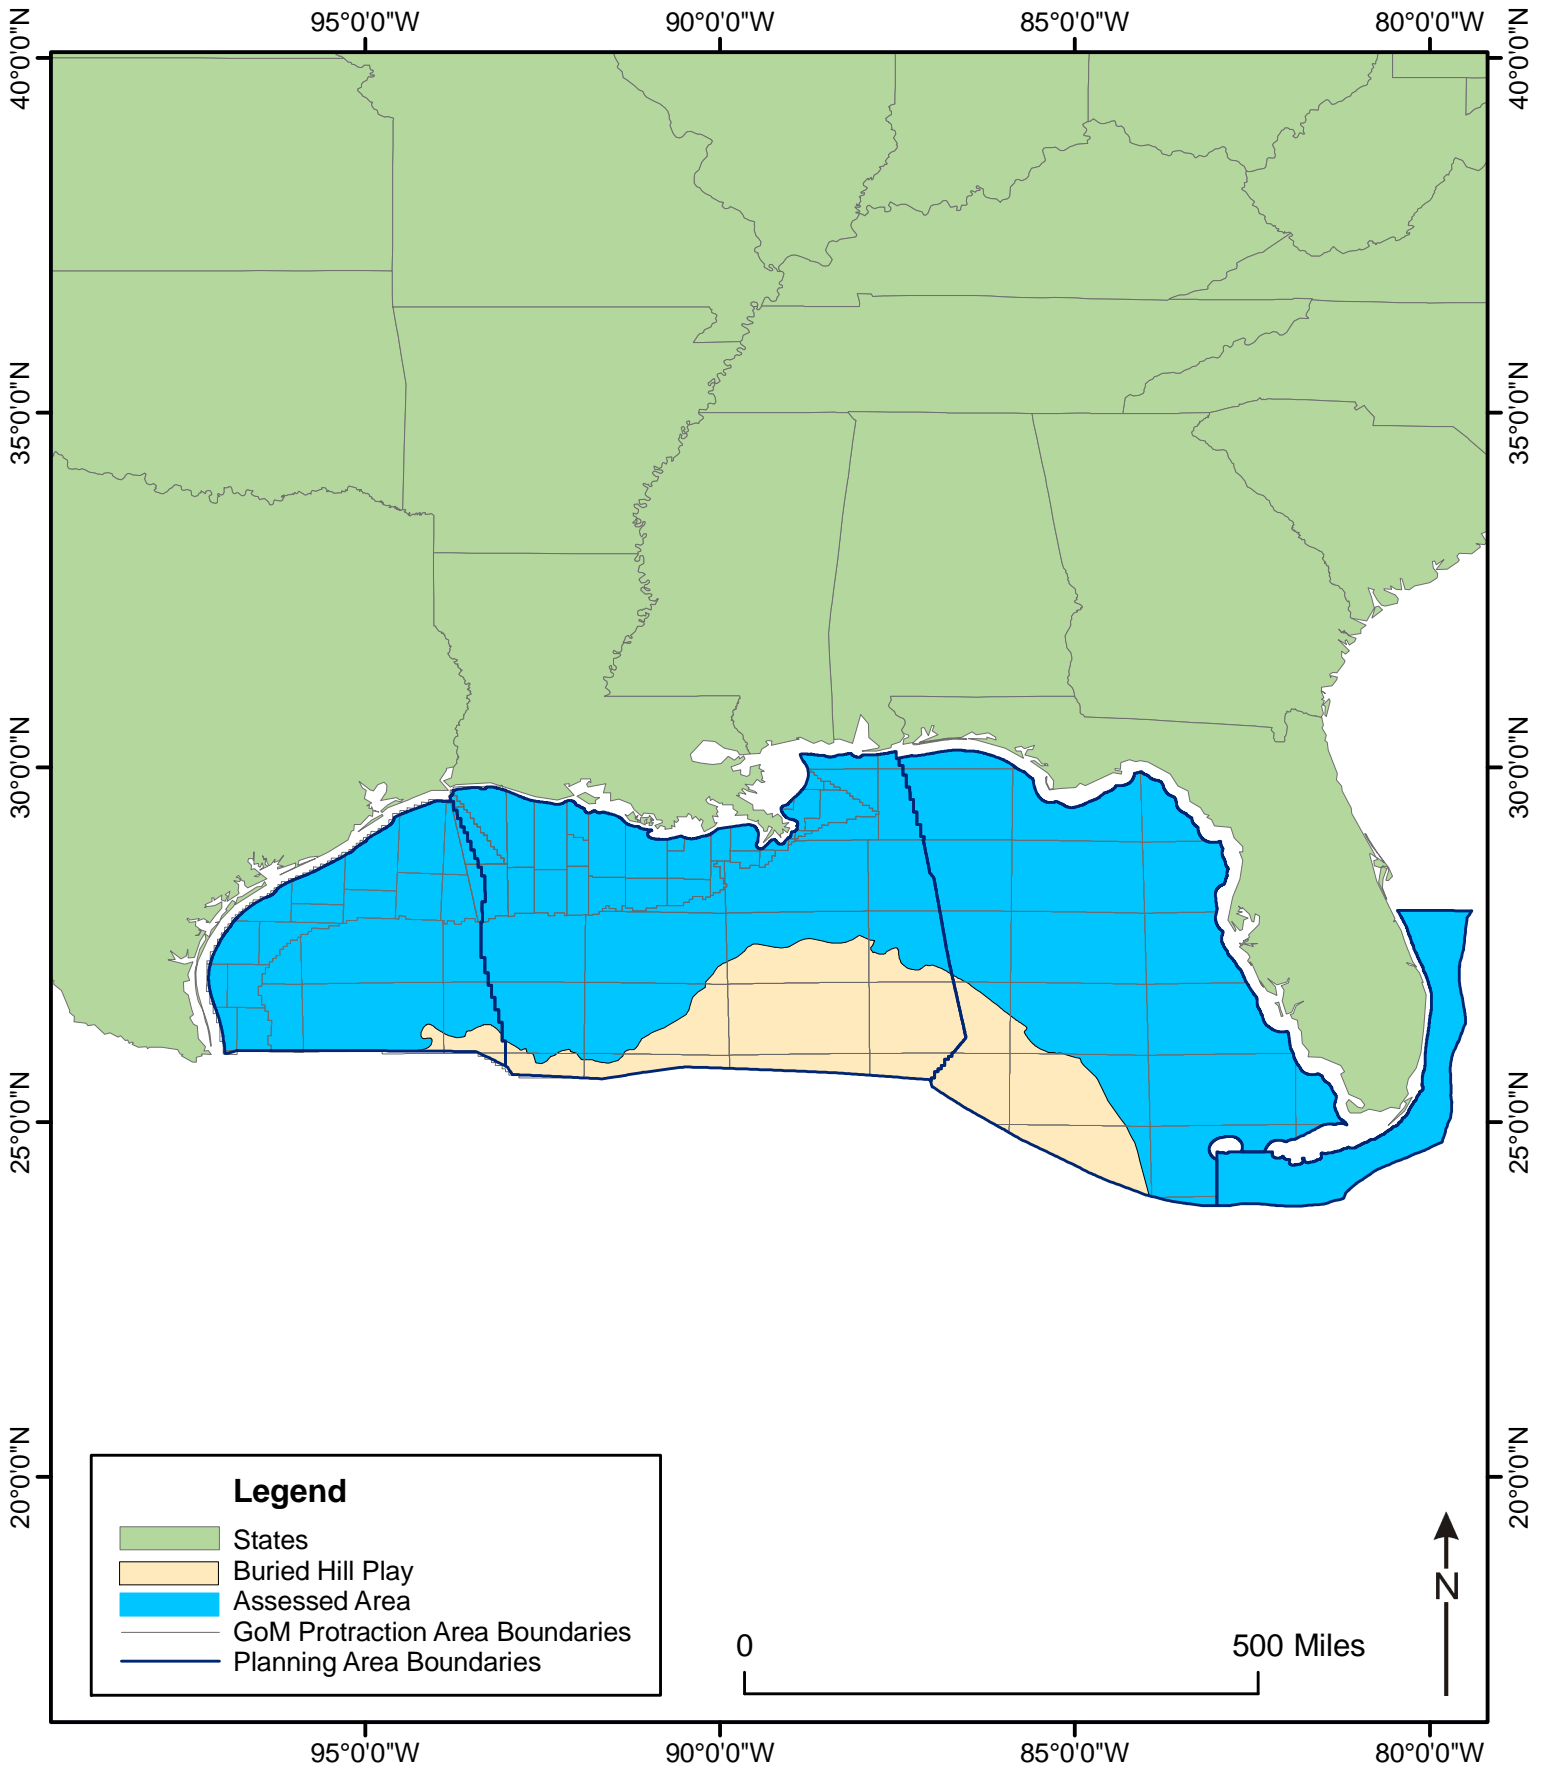 95°0'0"W 90°0'0"W 85°0'0"W 80°0'0"W
40°0'0"N 40°0'0"N
35°0'0"N 35°0'0"N
30°0'0"N 30°0'0"N
25°0'0"N 25°0'0"N
20°0'0"N 20°0'0"N
Legend
States
Buried Hill Play
Assessed Area
GoM Protraction Area Boundaries
Planning Area Boundaries
0 500 Miles
N
95°0'0"W 90°0'0"W 85°0'0"W 80°0'0"W